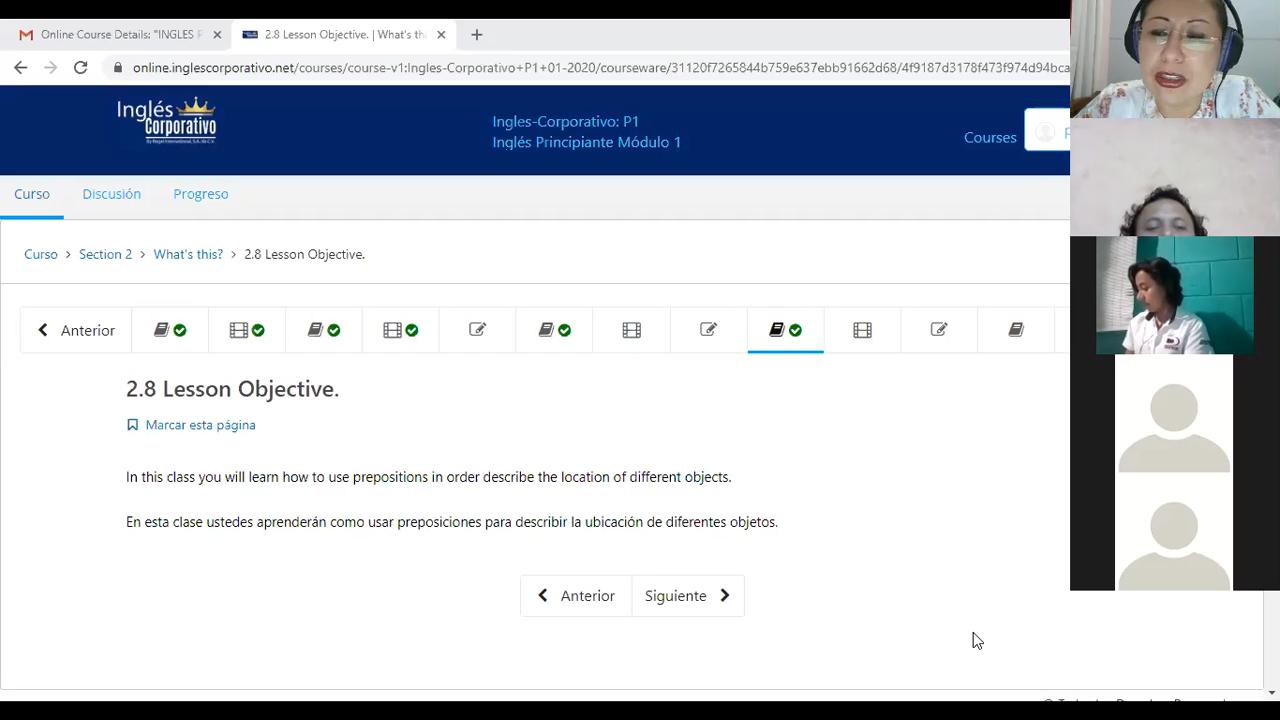 Online Course Details: "INGLES P
2.8 Lesson Objective. | What's thi
online.inglescorporativo.net/courses/course-v1:Ingles-Corporativo+P1+01-2020/courseware/31120f7265844b759e637ebb91662d68/4f9187d3178f473f974d94bca
Inglés
Corporativo
Ingles-Corporativo: P1
Inglés Principiante Módulo 1
Courses
Curso
Discusión
Progreso
Curso > Section 2 > What's this? > 2.8 Lesson Objective.
Anterior
2.8 Lesson Objective.
Marcar esta página
In this class you will learn how to use prepositions in order describe the location of different objects.
En esta clase ustedes aprenderán como usar preposiciones para describir la ubicación de diferentes objetos.
Anterior
Siguiente